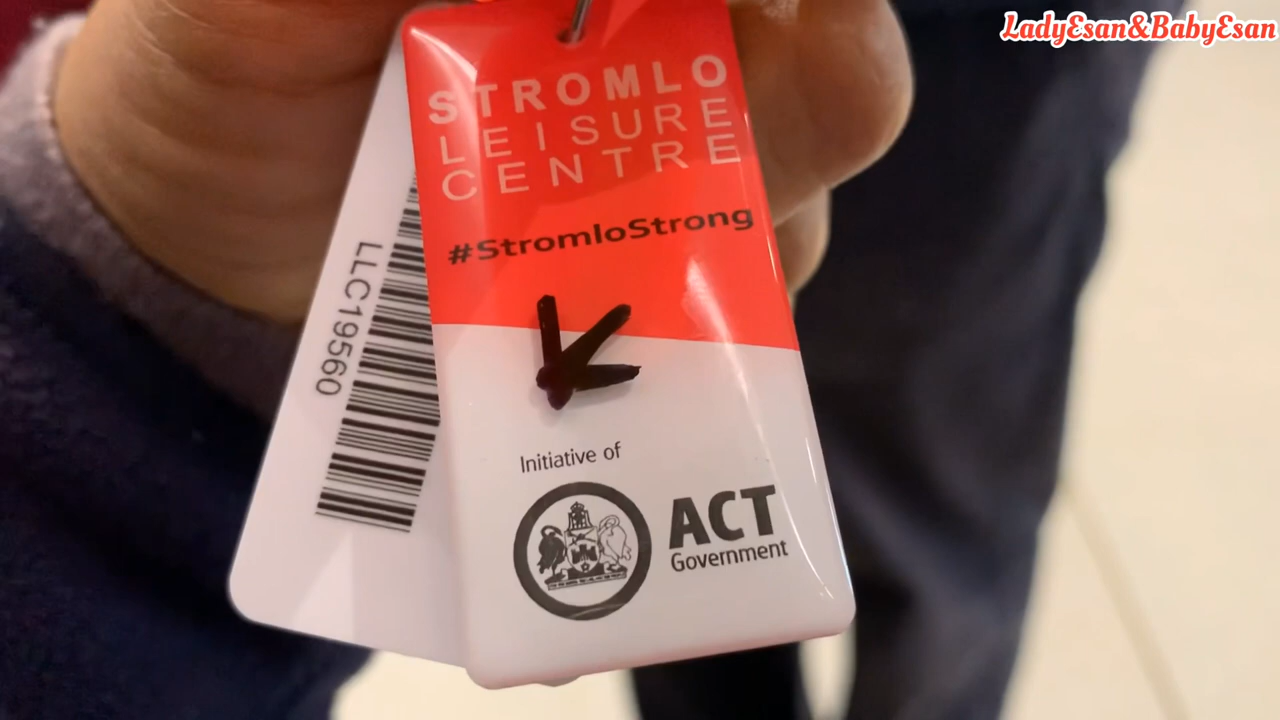 LadyEsan&BabyEsan
STROMLO
LEISURE
CENTRE
#StromloStrong
K
LLC19560
Initiative of
ACT
Government